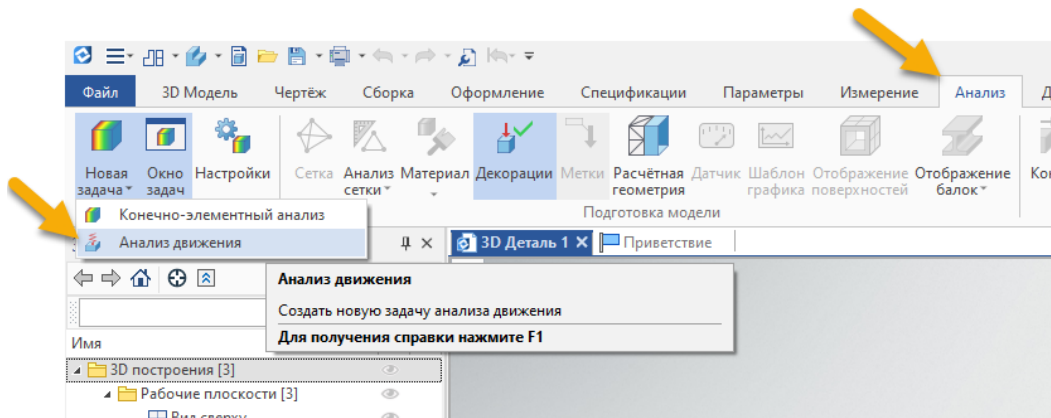 Файл 3D Модель Чертёж Сборка Оформление Спецификации Параметры Измерение Анализ Д
Новая задача
Окно задач
Настройки
Сетка
Анализ сетки
Материал
Декорации
Метки
Расчётная геометрия
Датчик
Шаблон графика
Отображение поверхностей
Отображение балок
Кон
Подготовка модели
Конечно-элементный анализ
Анализ движения
3D Деталь 1
Приветствие
Анализ движения
Создать новую задачу анализа движения
Для получения справки нажмите F1
Имя
3D построения [3]
Рабочие плоскости [3]
Вид сверху